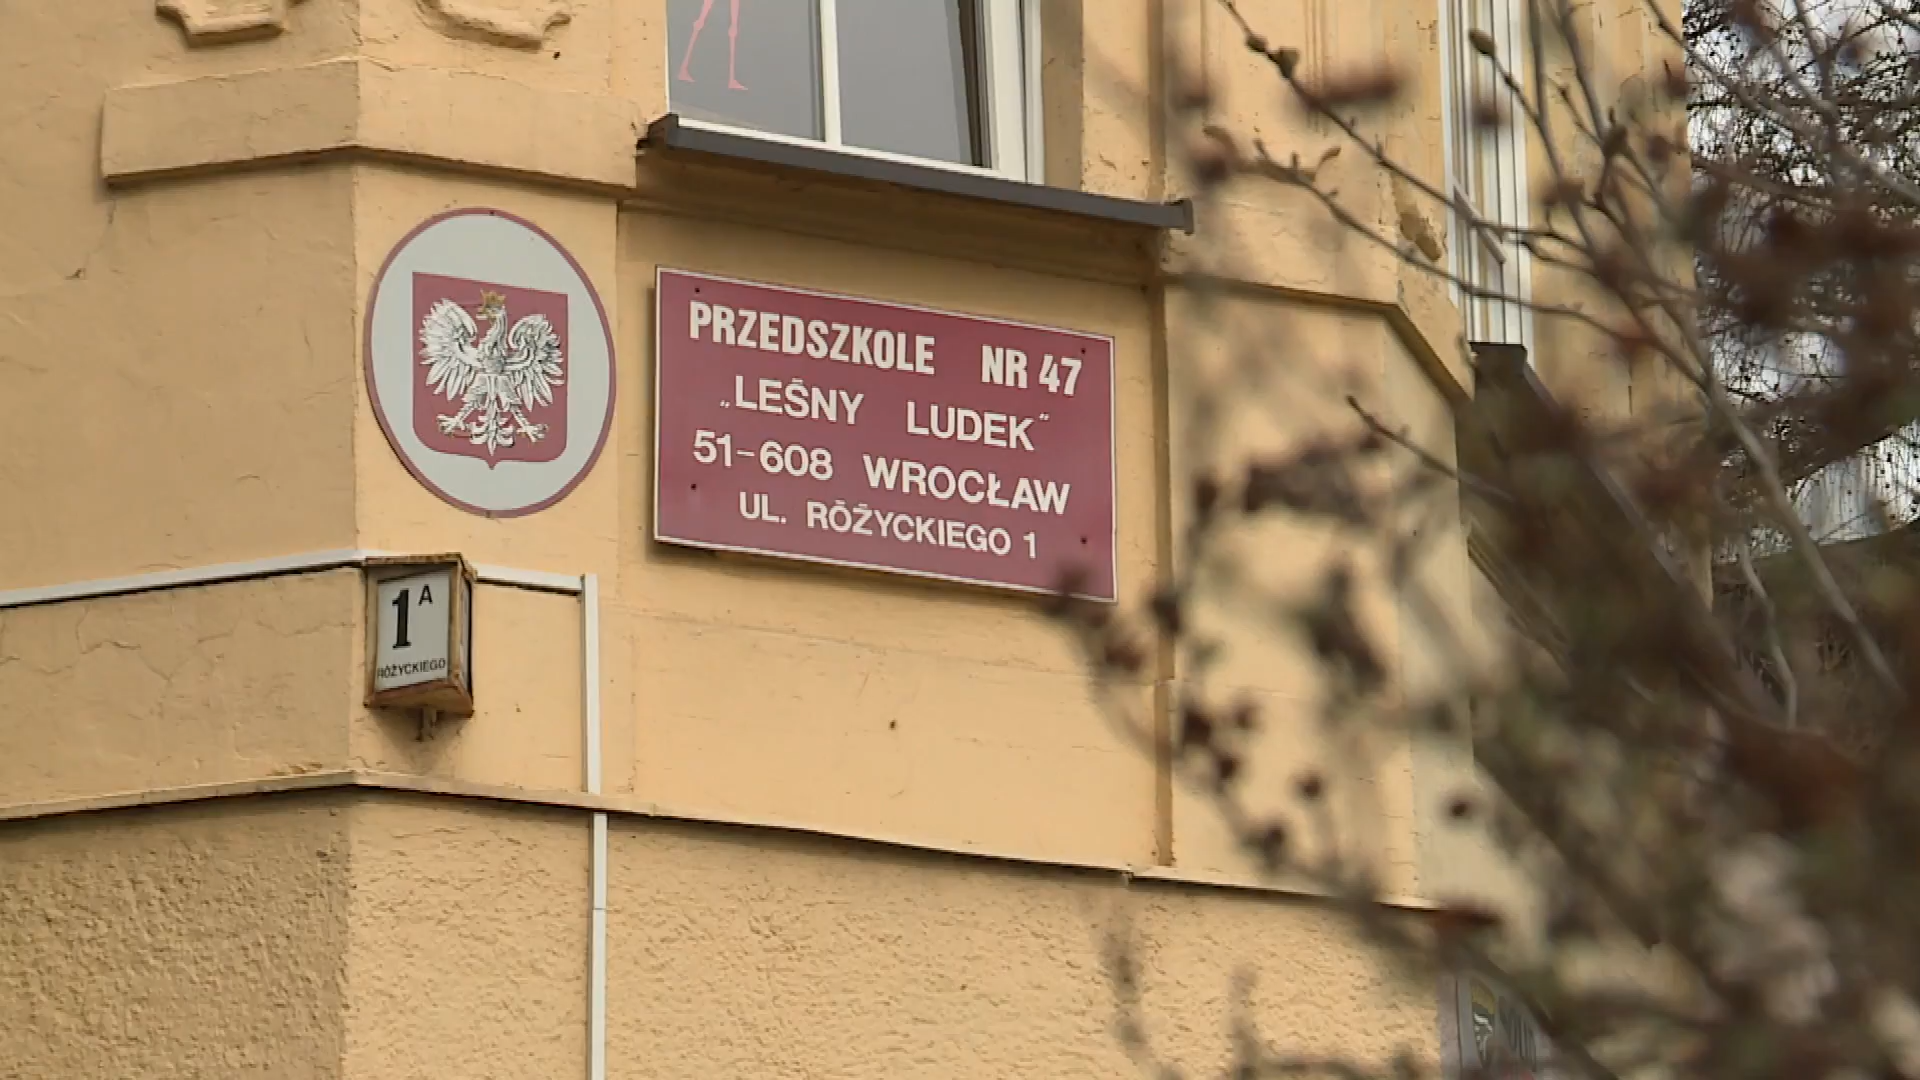 PRZEDSZKOLE NR 47
„LEŚNY LUDEK"
51-608 WROCŁAW
UL. RÓŻYCKIEGO 1
1A
RÓŻYCKIEGO